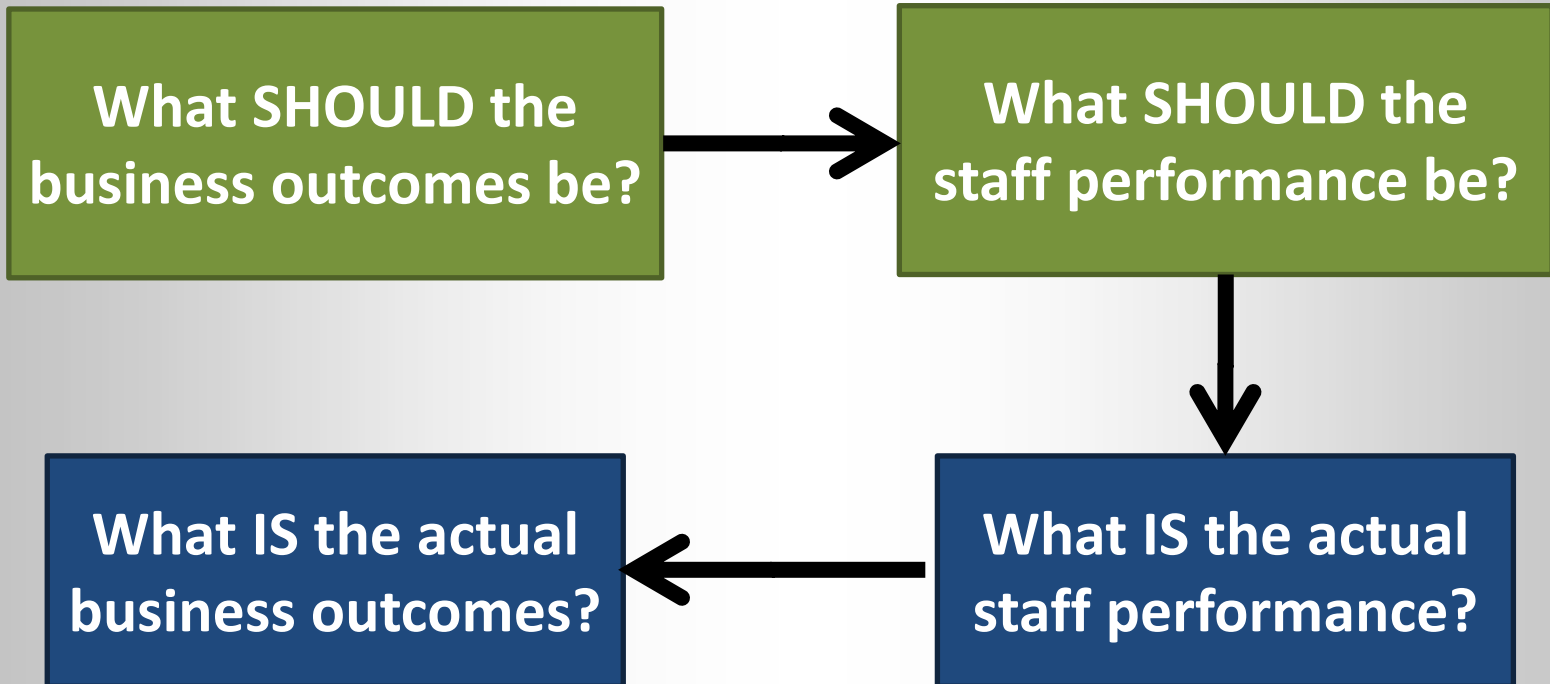 What SHOULD the
business outcomes be?
What SHOULD the
staff performance be?
What IS the actual
business outcomes?
What IS the actual
staff performance?